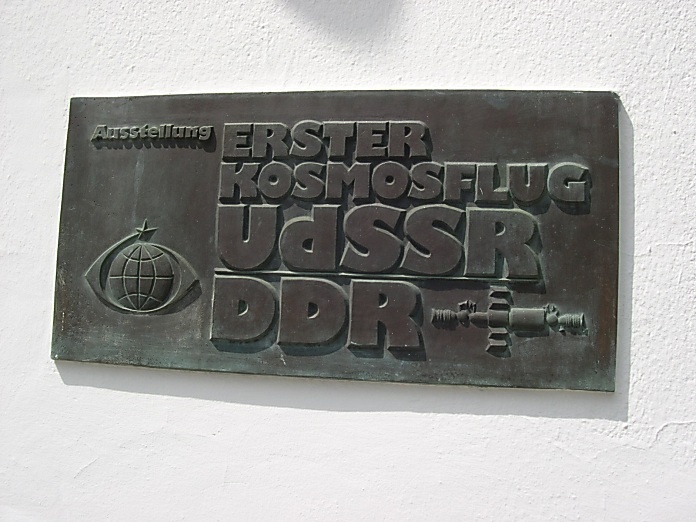 Ausstellung
ERSTER
KOSMOSFLUG
UdSSR
DDR